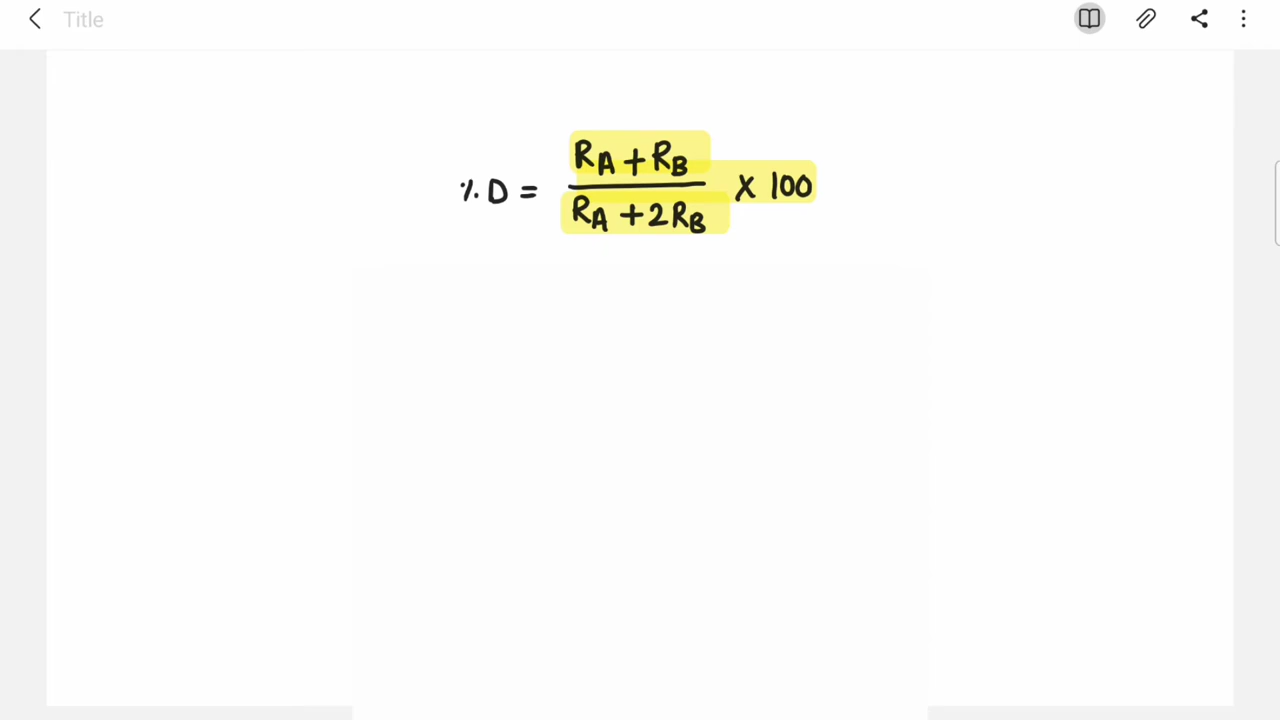 Title
% D = (R_A + R_B) / (R_A + 2R_B) × 100